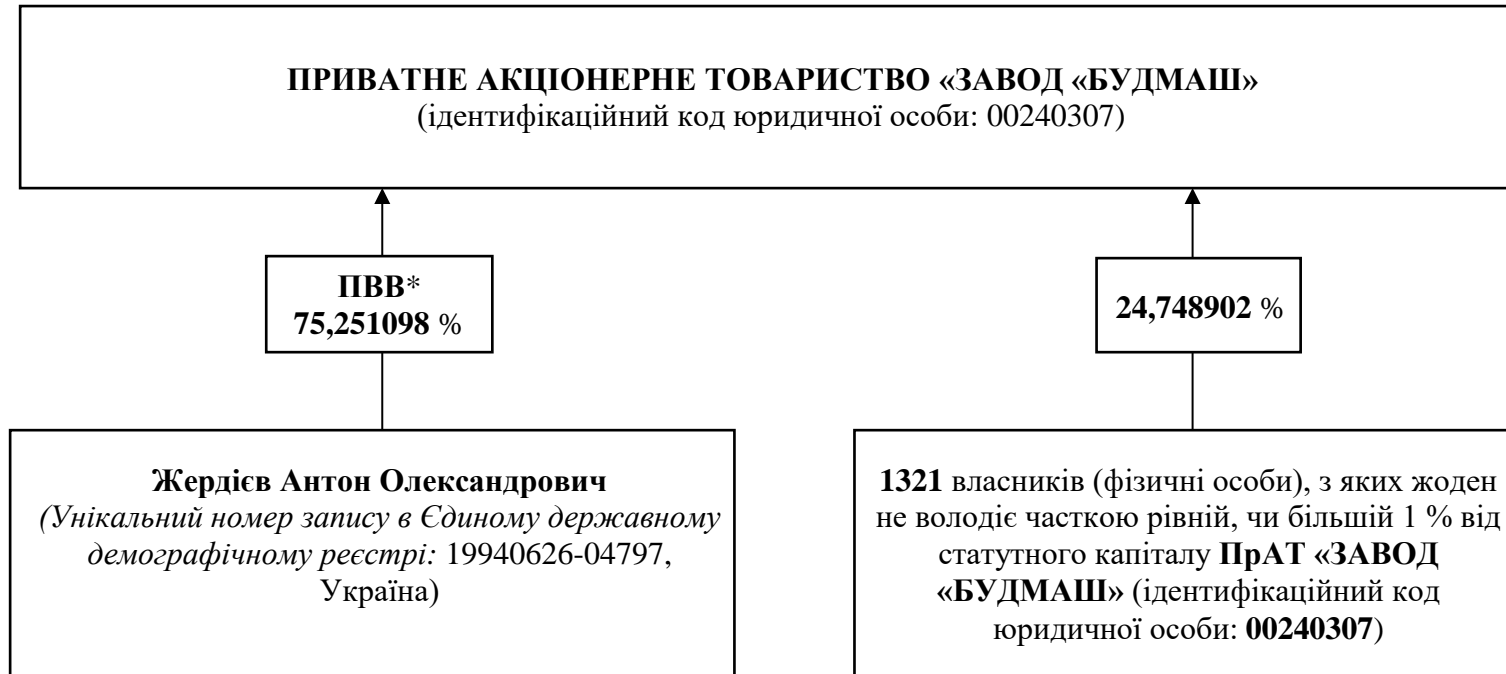 ПРИВАТНЕ АКЦІОНЕРНЕ ТОВАРИСТВО «ЗАВОД «БУДМАШ»
(ідентифікаційний код юридичної особи: 00240307)
ПВВ*
75,251098 %
24,748902 %
Жердієв Антон Олександрович
(Унікальний номер запису в Єдиному державному
демографічному реєстрі: 19940626-04797,
Україна)
1321 власників (фізичні особи), з яких жоден
не володіє часткою рівній, чи більшій 1 % від
статутного капіталу ПрАТ «ЗАВОД
«БУДМАШ» (ідентифікаційний код
юридичної особи: 00240307)